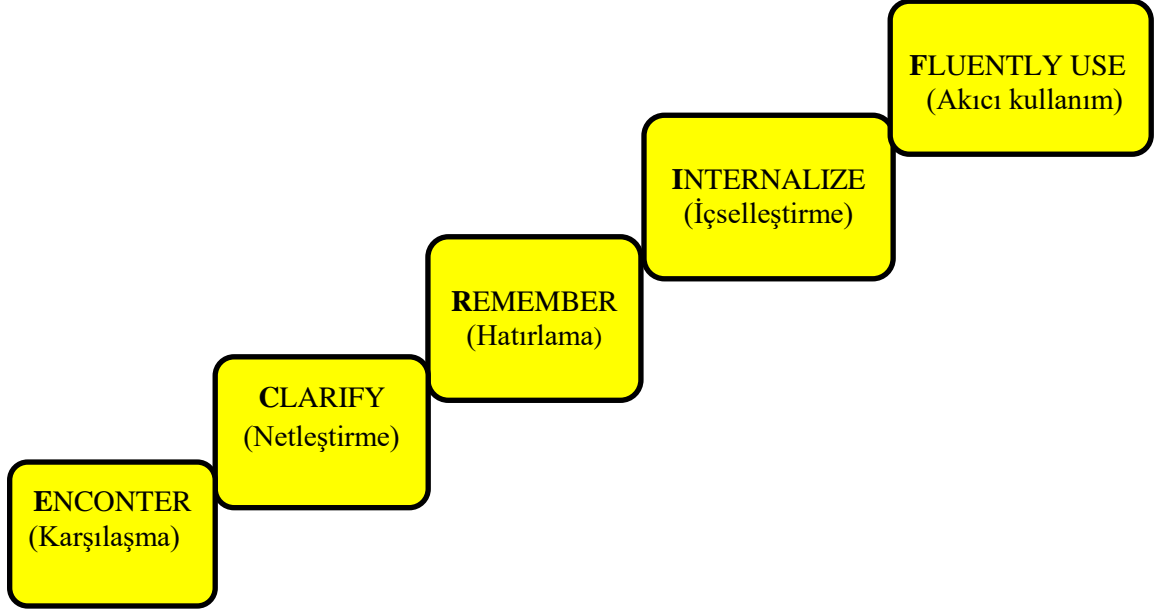 FLUENTLY USE
(Akıcı kullanım)
INTERNALIZE
(İçselleştirme)
REMEMBER
(Hatırlama)
CLARIFY
(Netleştirme)
ENCONTER
(Karşılaşma)